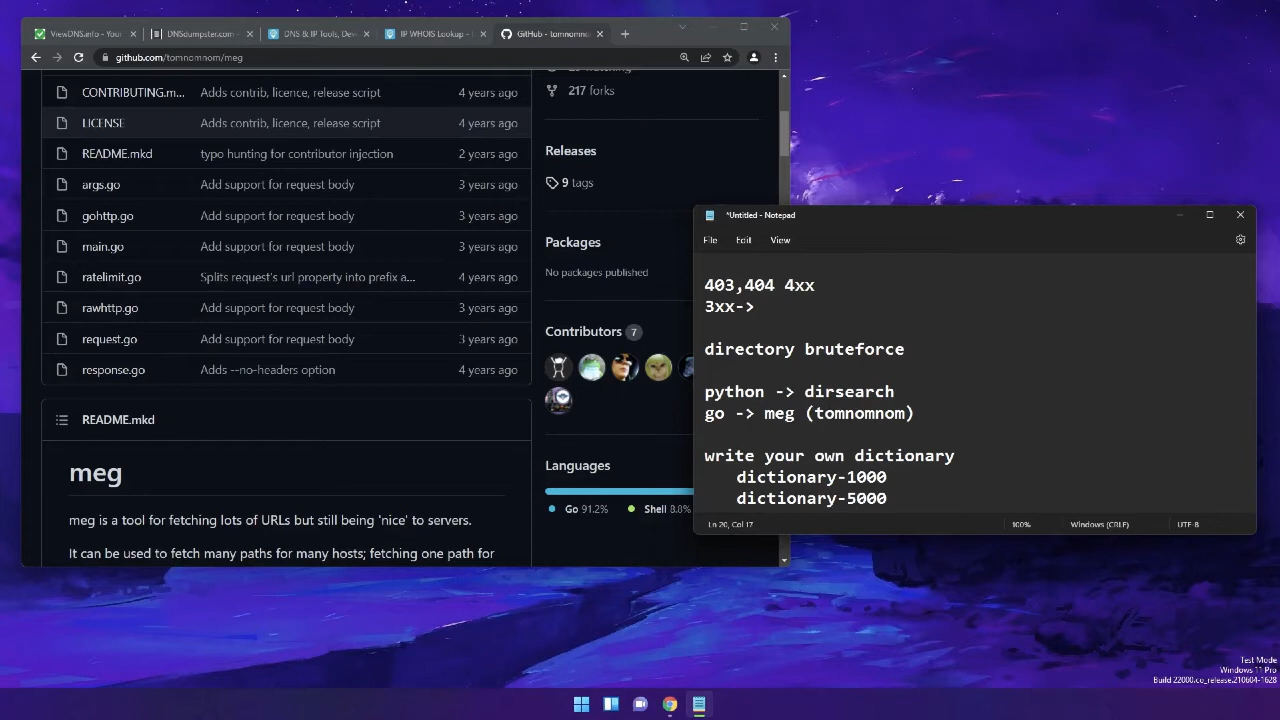 ViewDNS.info - Your
DNSdumpster.com -
DNS & IP Tools, Dev
IP WHOIS Lookup -
GitHub - tomnomno
github.com/tomnomnom/meg
CONTRIBUTING.m... Adds contrib, licence, release script 4 years ago
LICENSE Adds contrib, licence, release script 4 years ago
README.mkd typo hunting for contributor injection 2 years ago
args.go Add support for request body 3 years ago
gohttp.go Add support for request body 3 years ago
main.go Add support for request body 3 years ago
ratelimit.go Splits request's url property into prefix a... 4 years ago
rawhttp.go Add support for request body 3 years ago
request.go Add support for request body 3 years ago
response.go Adds --no-headers option 4 years ago
README.mkd
meg
meg is a tool for fetching lots of URLs but still being 'nice' to servers.
It can be used to fetch many paths for many hosts; fetching one path for
217 forks
Releases
9 tags
Packages
No packages published
Contributors 7
Languages
Go 91.2% Shell 8.8%
*Untitled - Notepad
File Edit View
403,404 4xx
3xx->
directory bruteforce
python -> dirsearch
go -> meg (tomnomnom)
write your own dictionary
dictionary-1000
dictionary-5000
Ln 20, Col 17 100% Windows (CRLF) UTF-8
Test Mode
Windows 11 Pro
Build 22000.co_release.210604-1628